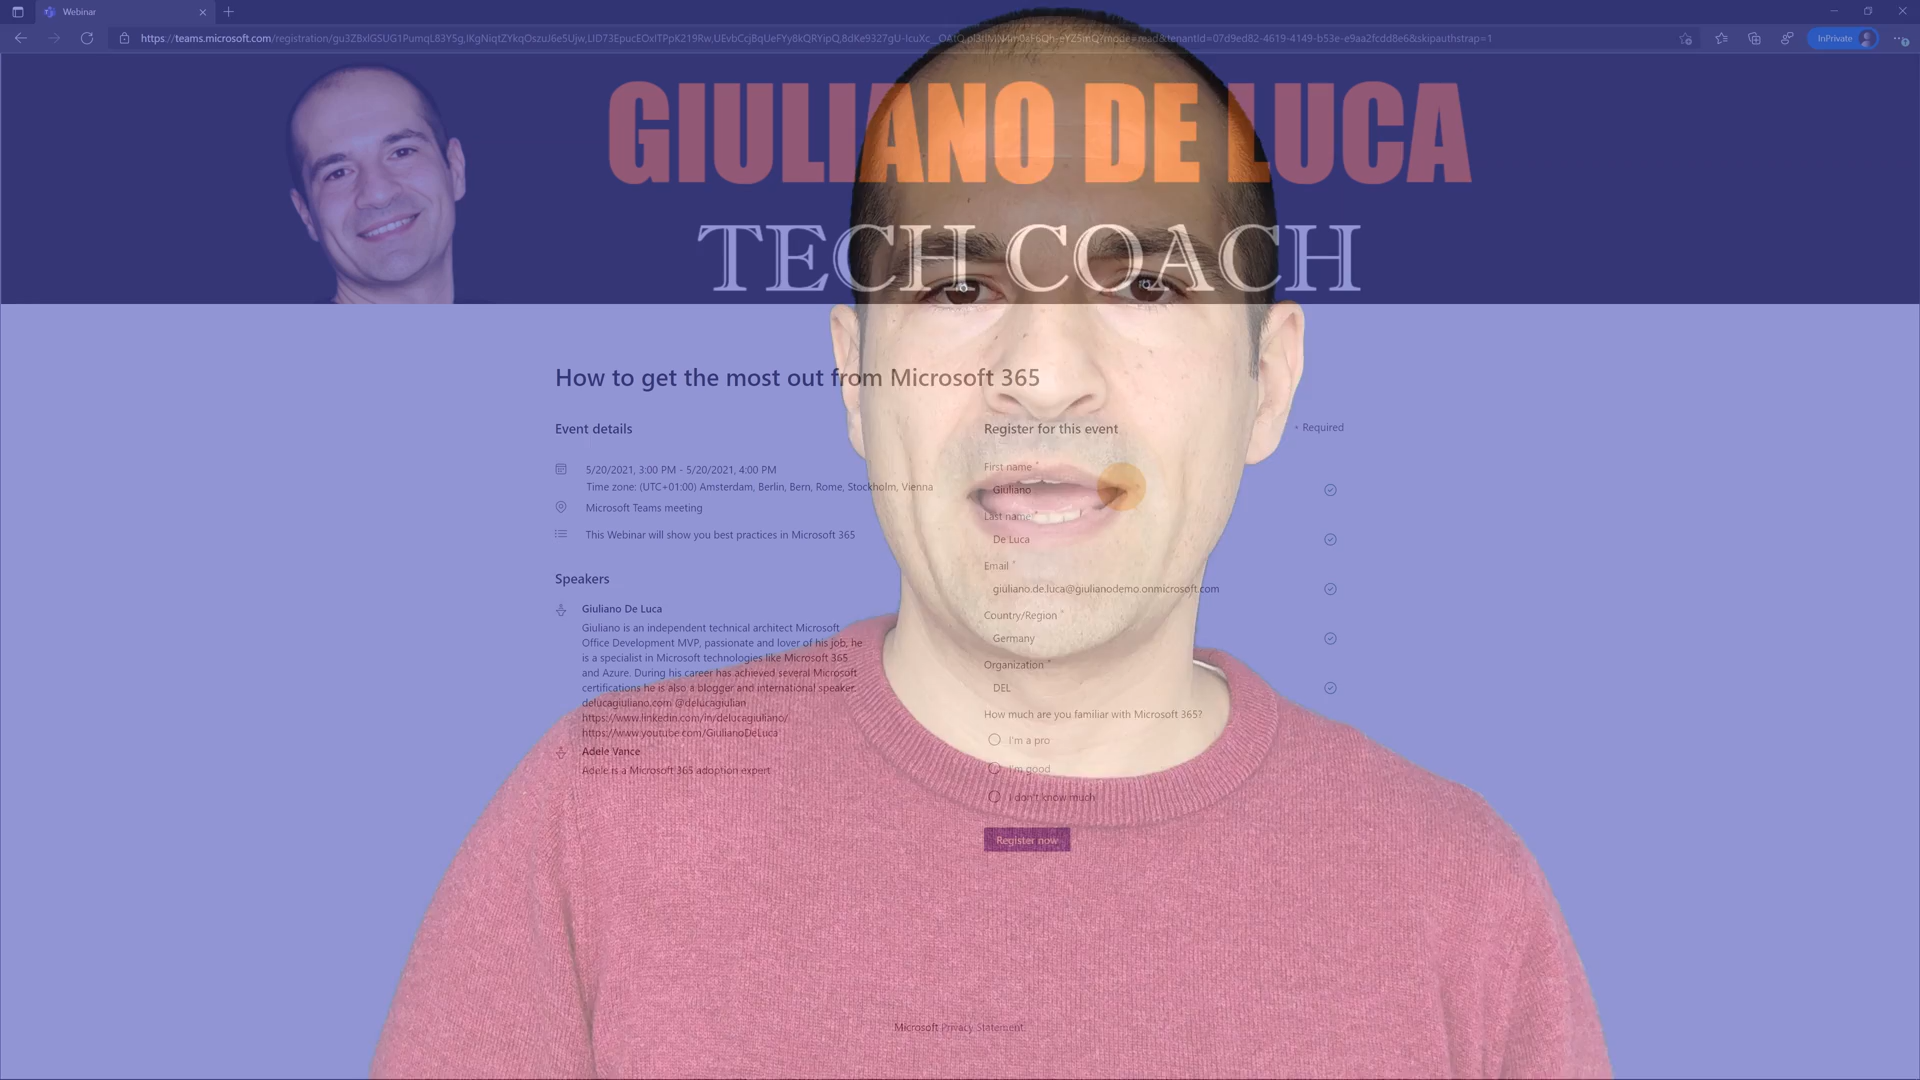 Webinar
InPrivate
GIULIANO DE LUCA
TECH COACH
How to get the most out from Microsoft 365
Event details
5/20/2021, 3:00 PM - 5/20/2021, 4:00 PM
Time zone: (UTC+01:00) Amsterdam, Berlin, Bern, Rome, Stockholm, Vienna
Microsoft Teams meeting
This Webinar will show you best practices in Microsoft 365
Speakers
Giuliano De Luca
Giuliano is an independent technical architect Microsoft
Office Development MVP, passionate and lover of his job, he
is a specialist in Microsoft technologies like Microsoft 365
and Azure. During his career has achieved several Microsoft
certifications he is also a blogger and international speaker.
delucagiuliano.com @delucagiulian
https://www.linkedin.com/in/delucagiuliano/
https://www.youtube.com/GiulianoDeLuca
Adele Vance
Adele is a Microsoft 365 adoption expert
Register for this event
* Required
First name *
Giuliano
Last name *
De Luca
Email *
giuliano.de.luca@giulianodemo.onmicrosoft.com
Country/Region *
Germany
Organization *
DEL
How much are you familiar with Microsoft 365?
I'm a pro
I'm good
I don't know much
Register now
Microsoft Privacy Statement